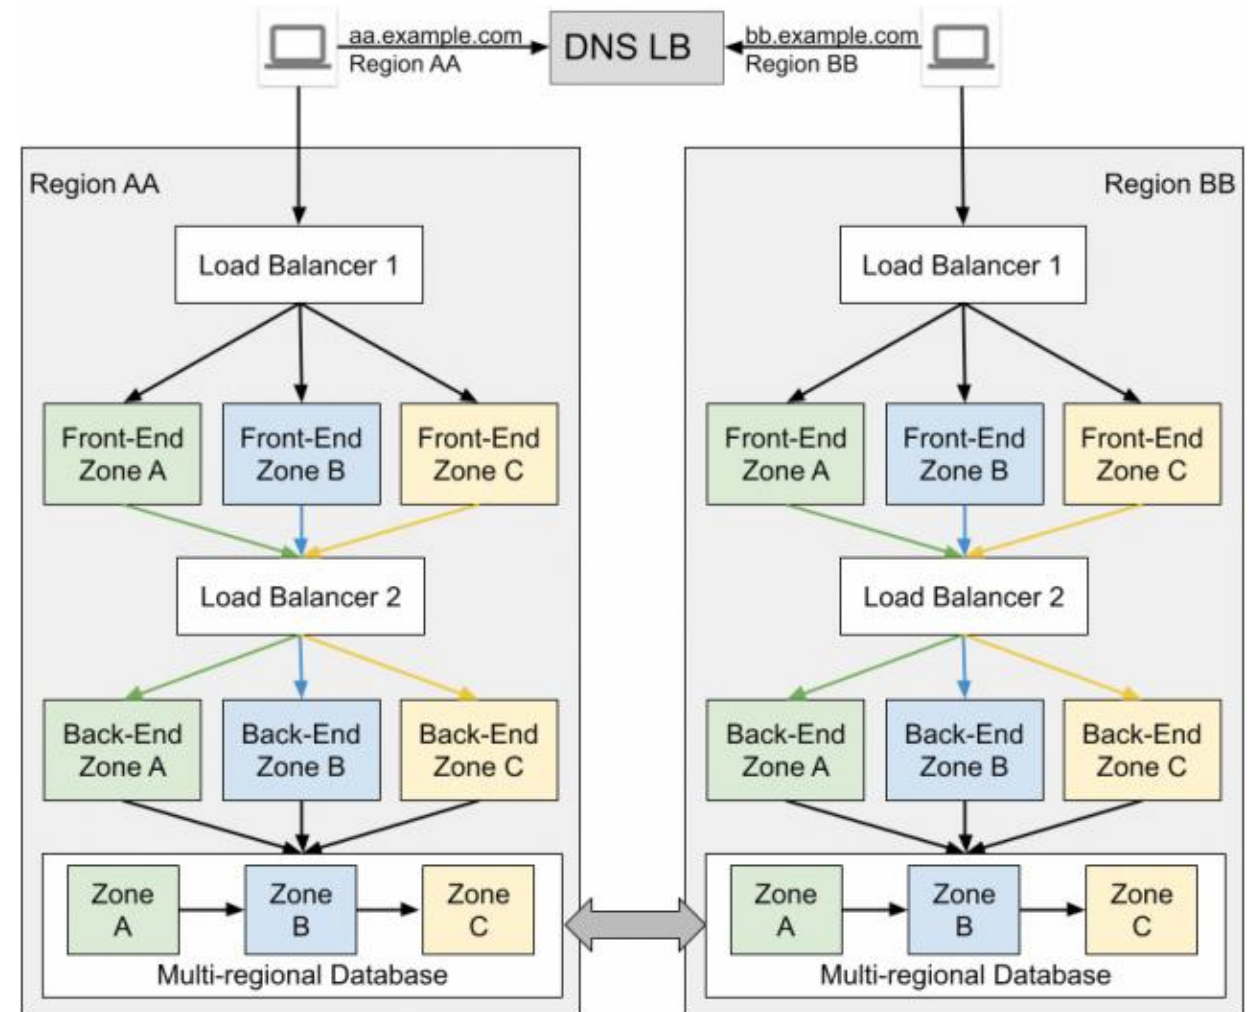 aa.example.com
Region AA
DNS LB
bb.example.com
Region BB
Region AA
Load Balancer 1
Front-End
Zone A
Front-End
Zone B
Front-End
Zone C
Load Balancer 2
Back-End
Zone A
Back-End
Zone B
Back-End
Zone C
Zone
A
Zone
B
Zone
C
Multi-regional Database
Region BB
Load Balancer 1
Front-End
Zone A
Front-End
Zone B
Front-End
Zone C
Load Balancer 2
Back-End
Zone A
Back-End
Zone B
Back-End
Zone C
Zone
A
Zone
B
Zone
C
Multi-regional Database